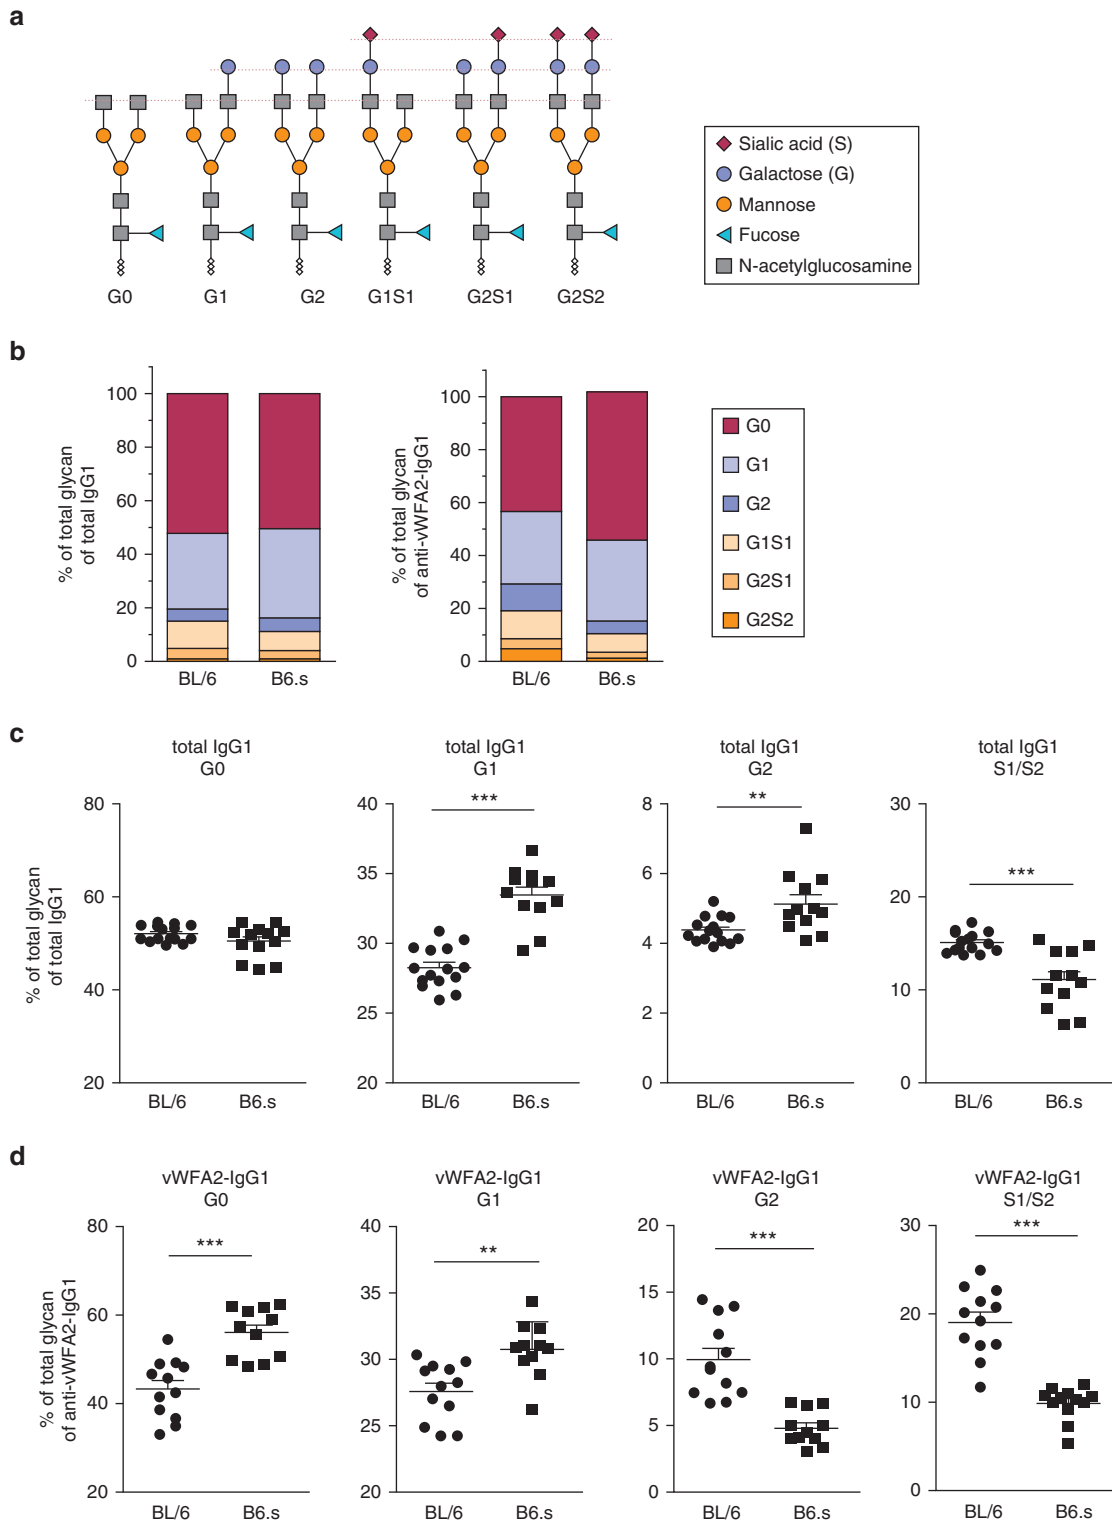 a
Sialic acid (S)
Galactose (G)
Mannose
Fucose
N-acetylglucosamine
G0 G1 G2 G1S1 G2S1 G2S2
b
% of total glycan
of total IgG1
100
80
60
40
20
0
BL/6 B6.s
% of total glycan
of anti-vWFA2-IgG1
100
80
60
40
20
0
BL/6 B6.s
G0
G1
G2
G1S1
G2S1
G2S2
c
% of total glycan
of total IgG1
total IgG1
G0
80
60
40
20
BL/6 B6.s
total IgG1
G1
***
40
35
30
25
20
BL/6 B6.s
total IgG1
G2
**
8
6
4
2
0
BL/6 B6.s
total IgG1
S1/S2
***
30
20
10
0
BL/6 B6.s
d
% of total glycan
of anti-vWFA2-IgG1
vWFA2-IgG1
G0
***
80
60
40
20
BL/6 B6.s
vWFA2-IgG1
G1
**
40
35
30
25
20
BL/6 B6.s
vWFA2-IgG1
G2
***
20
15
10
5
0
BL/6 B6.s
vWFA2-IgG1
S1/S2
***
30
20
10
0
BL/6 B6.s